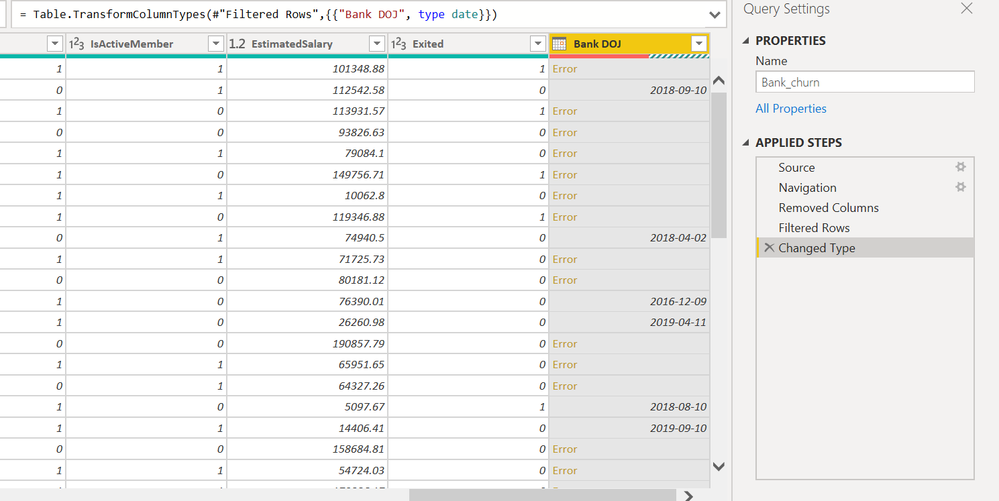 = Table.TransformColumnTypes(#"Filtered Rows",{{"Bank DOJ", type date}})
Query Settings
PROPERTIES
Name
Bank_churn
All Properties
APPLIED STEPS
Source
Navigation
Removed Columns
Filtered Rows
Changed Type
123 IsActiveMember 1.2 EstimatedSalary 123 Exited Bank DOJ
1 1 101348.88 1 Error
0 1 112542.58 0 2018-09-10
1 0 113931.57 1 Error
0 0 93826.63 0 Error
1 1 79084.1 0 Error
1 0 149756.71 1 Error
1 1 10062.8 0 Error
1 0 119346.88 1 Error
0 1 74940.5 0 2018-04-02
1 1 71725.73 0 Error
0 1 80181.12 0 Error
1 0 76390.01 0 2016-12-09
1 0 26260.98 0 2019-04-11
0 0 190857.79 0 Error
1 1 65951.65 0 Error
0 1 64327.26 0 Error
1 0 5097.67 1 2018-08-10
1 1 14406.41 0 2019-09-10
0 0 158684.81 0 Error
1 1 54724.03 0 Error